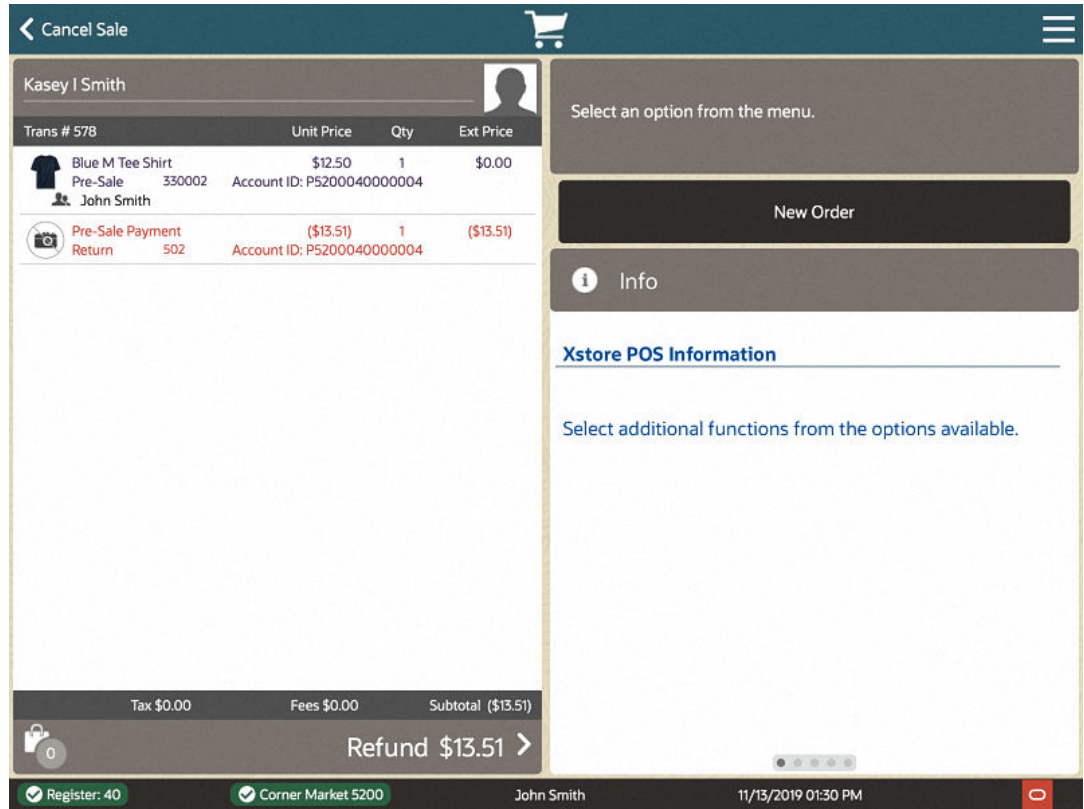 Cancel Sale
Kasey I Smith
Trans # 578 Unit Price Qty Ext Price
Blue M Tee Shirt $12.50 1 $0.00
Pre-Sale 330002 Account ID: P5200040000004
John Smith
Pre-Sale Payment ($13.51) 1 ($13.51)
Return 502 Account ID: P5200040000004
Tax $0.00 Fees $0.00 Subtotal ($13.51)
0 Refund $13.51
Select an option from the menu.
New Order
Info
Xstore POS Information
Select additional functions from the options available.
Register: 40 Corner Market 5200 John Smith 11/13/2019 01:30 PM